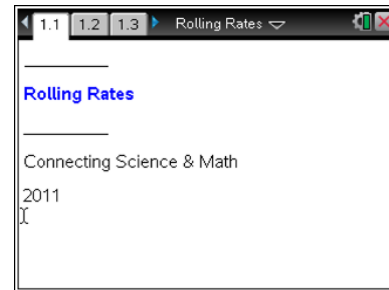 1.1 1.2 1.3 Rolling Rates
Rolling Rates
Connecting Science & Math
2011